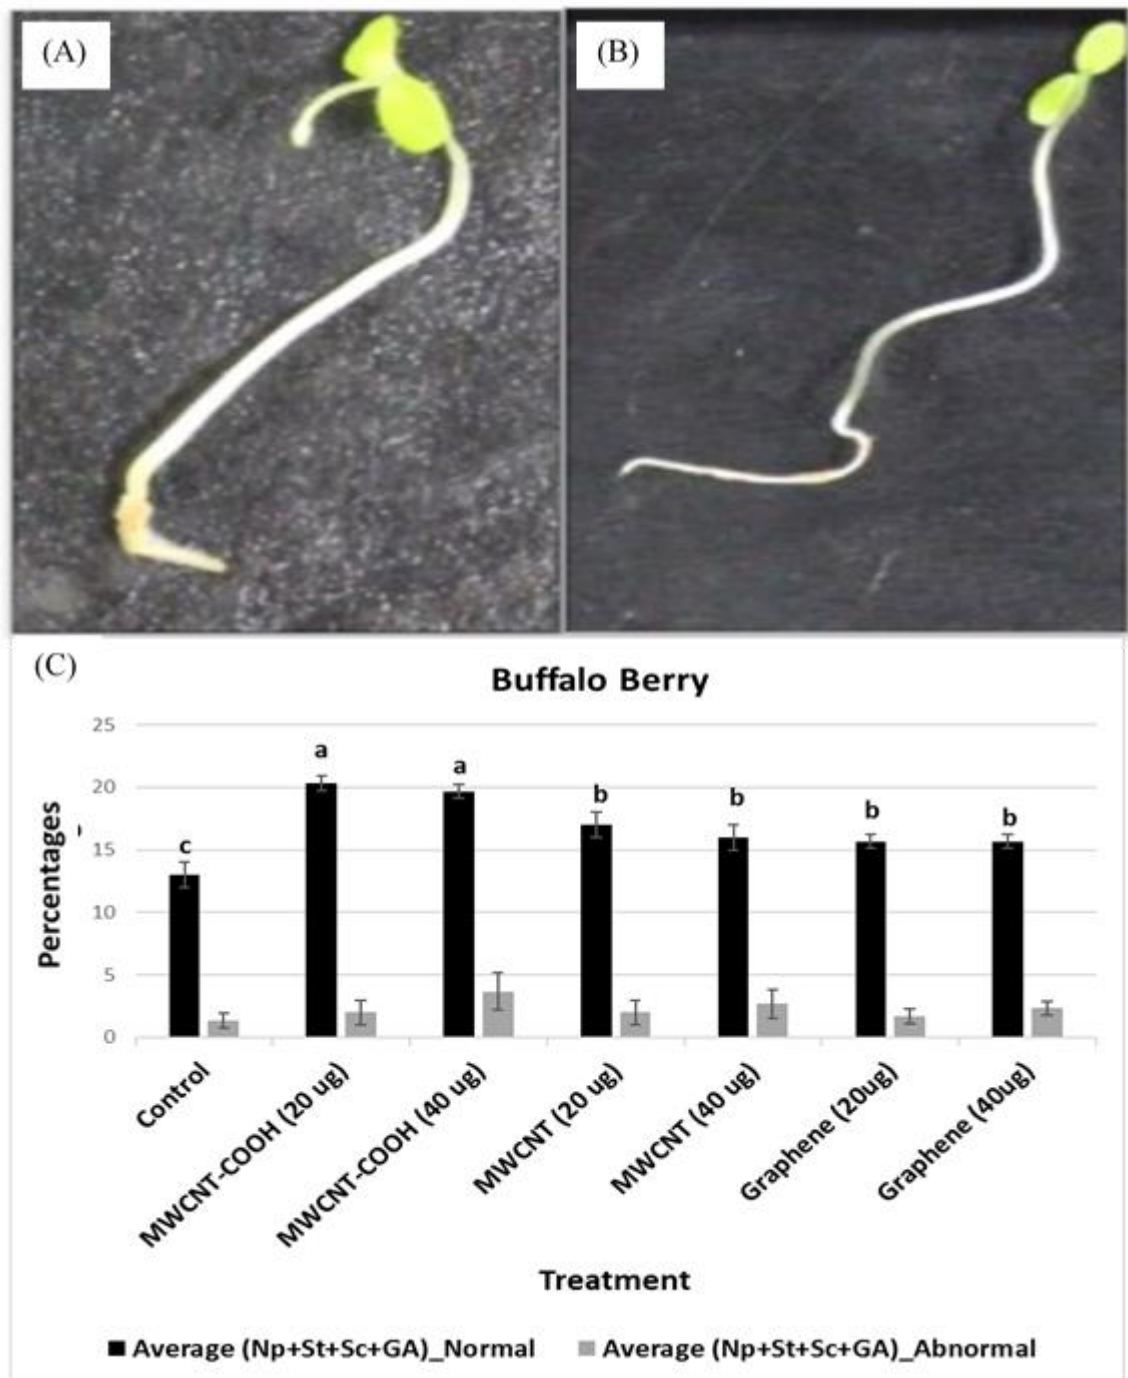 (A)
(B)
(C)
Buffalo Berry
25
20
15
10
5
0
Percentages
c
a
a
b
b
b
b
Control
MWCNT-COOH (20 ug)
MWCNT-COOH (40 ug)
MWCNT (20 ug)
MWCNT (40 ug)
Graphene (20ug)
Graphene (40ug)
Treatment
Average (Np+St+Sc+GA)_Normal
Average (Np+St+Sc+GA)_Abnormal